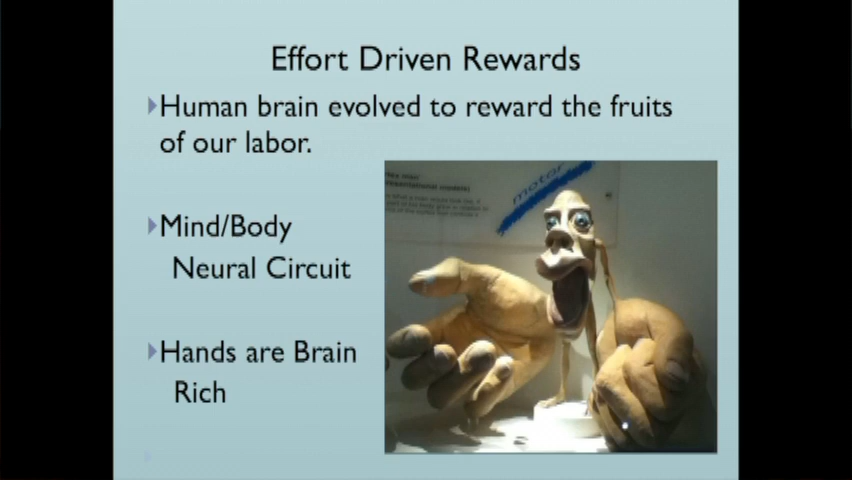 Effort Driven Rewards
Human brain evolved to reward the fruits
of our labor.
Mind/Body
Neural Circuit
Hands are Brain
Rich
motor